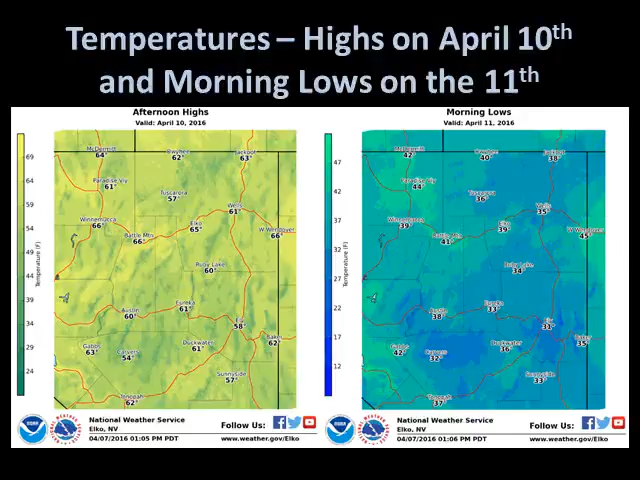 Temperatures – Highs on April 10th
and Morning Lows on the 11th
Afternoon Highs
Valid: April 10, 2016
69
64
59
54
49
44
39
34
29
24
Temperature (F)
McDermitt
64°
Owyhee
62°
Jackpot
63°
Paradise Vly
61°
Tuscarora
57°
Wells
61°
Winnemucca
66°
Elko
65°
W Wendover
66°
Battle Mtn
66°
Ruby Lake
60°
Austin
60°
Eureka
61°
Ely
58°
Baker
62°
Gabbs
63°
Carvers
54°
Duckwater
61°
Sunnyside
57°
Tonopah
62°
National Weather Service
Elko, NV
04/07/2016 01:05 PM PDT
Follow Us:
www.weather.gov/Elko
Morning Lows
Valid: April 11, 2016
47
42
37
32
27
22
17
12
Temperature (F)
McDermitt
42°
Owyhee
40°
Jackpot
38°
Paradise Vly
44°
Tuscarora
36°
Wells
35°
Winnemucca
39°
Elko
39°
W Wendover
45°
Battle Mtn
41°
Ruby Lake
34°
Austin
38°
Eureka
33°
Ely
31°
Baker
35°
Gabbs
42°
Carvers
32°
Duckwater
36°
Sunnyside
33°
Tonopah
37°
National Weather Service
Elko, NV
04/07/2016 01:06 PM PDT
Follow Us:
www.weather.gov/Elko